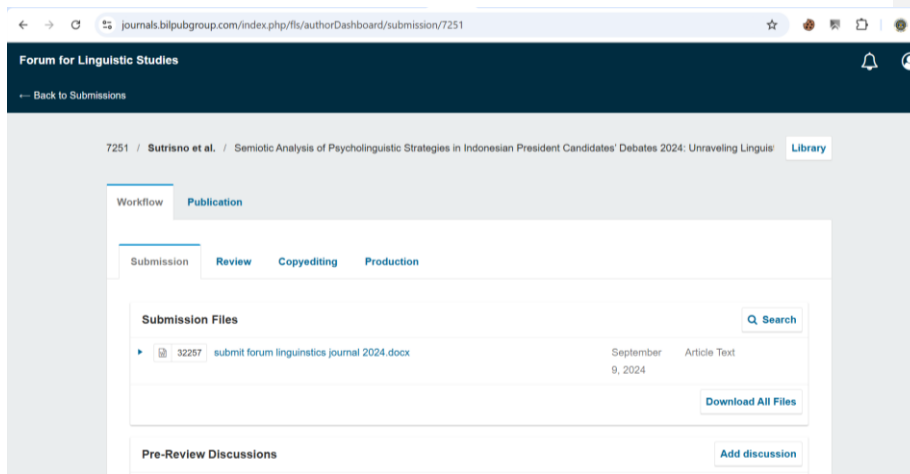 journals.bilpubgroup.com/index.php/fls/authorDashboard/submission/7251
Forum for Linguistic Studies
← Back to Submissions
7251 / Sutrisno et al. / Semiotic Analysis of Psycholinguistic Strategies in Indonesian President Candidates' Debates 2024: Unraveling Linguis
Library
Workflow Publication
Submission Review Copyediting Production
Submission Files Search
32257 submit forum linguinstics journal 2024.docx September 9, 2024 Article Text
Download All Files
Pre-Review Discussions Add discussion